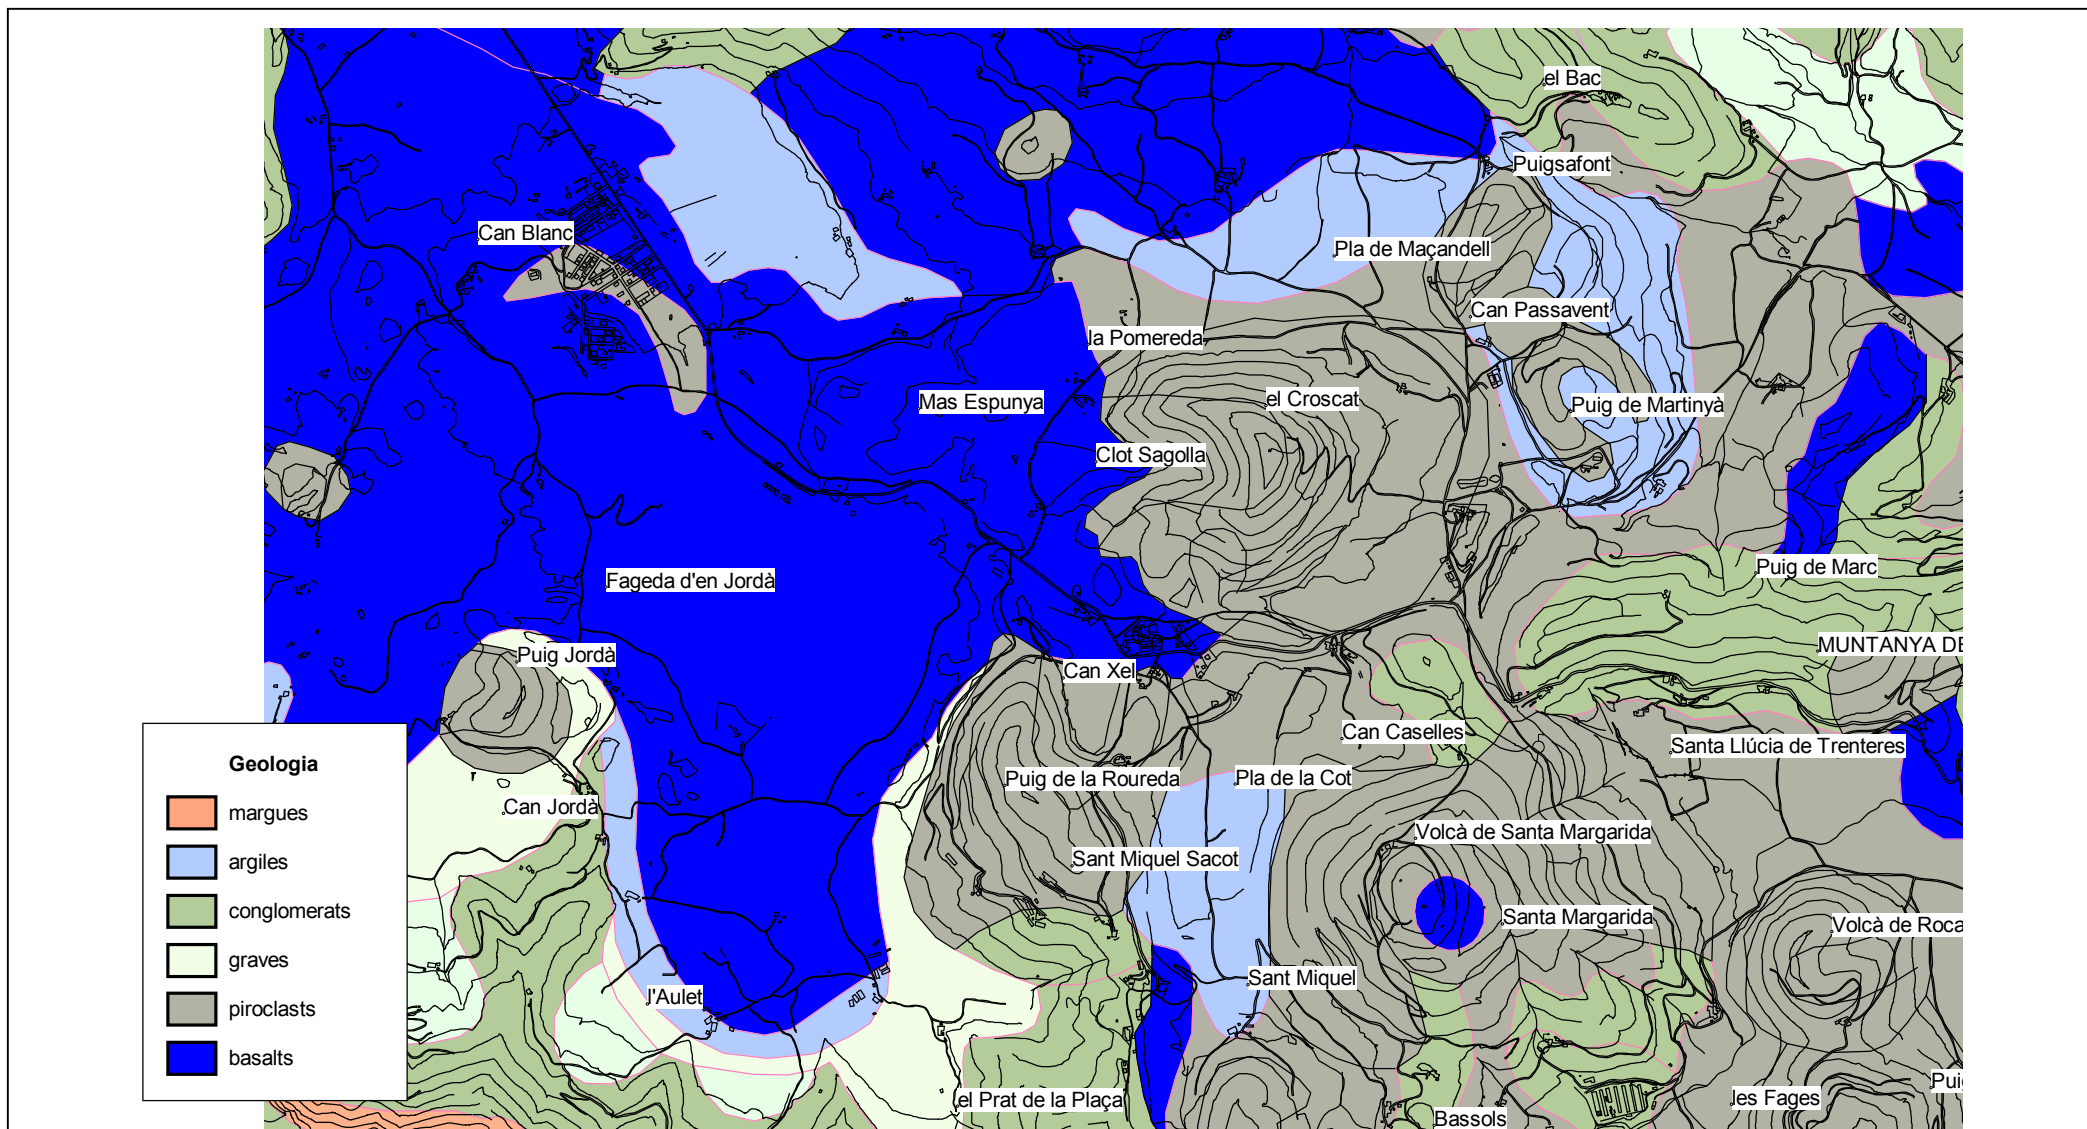 el Bac
Puigsafont
Can Blanc
Pla de Maçandell
Can Passavent
la Pomereda
Mas Espunya
el Croscat
Puig de Martinyà
Clot Sagolla
Fageda d'en Jordà
Puig de Marc
Puig Jordà
MUNTANYA DE
Can Xel
Can Caselles
Santa Llúcia de Trenteres
Puig de la Roureda
Pla de la Cot
Can Jordà
Volcà de Santa Margarida
Sant Miquel Sacot
Santa Margarida
Volcà de Roca
Sant Miquel
l'Aulet
el Prat de la Plaça
Bassols
les Fages
Puig
Geologia
margues
argiles
conglomerats
graves
piroclasts
basalts